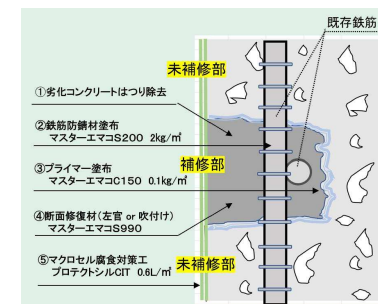 既存鉄筋
未補修部
①劣化コンクリートはつり除去
②鉄筋防錆材塗布
マスターエマコS200 2kg/㎡
補修部
③プライマー塗布
マスターエマコC150 0.1kg/㎡
④断面修復材(左官 or 吹付け)
マスターエマコS990
⑤マクロセル腐食対策工
プロテクトシルCIT 0.6L/㎡
未補修部